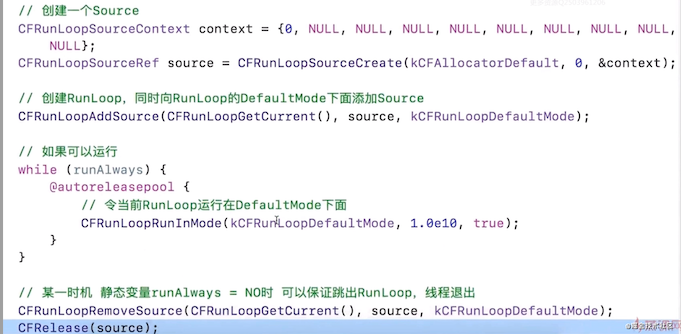 // 创建一个Source
CFRunLoopSourceContext context = {0, NULL, NULL, NULL, NULL, NULL, NULL, NULL, NULL,
NULL};
CFRunLoopSourceRef source = CFRunLoopSourceCreate(kCFAllocatorDefault, 0, &context);
// 创建RunLoop，同时向RunLoop的DefaultMode下面添加Source
CFRunLoopAddSource(CFRunLoopGetCurrent(), source, kCFRunLoopDefaultMode);
// 如果可以运行
while (runAlways) {
@autoreleasepool {
// 令当前RunLoop运行在DefaultMode下面
CFRunLoopRunInMode(kCFRunLoopDefaultMode, 1.0e10, true);
}
}
// 某一时机 静态变量runAlways = NO时 可以保证跳出RunLoop，线程退出
CFRunLoopRemoveSource(CFRunLoopGetCurrent(), source, kCFRunLoopDefaultMode);
CFRelease(source);